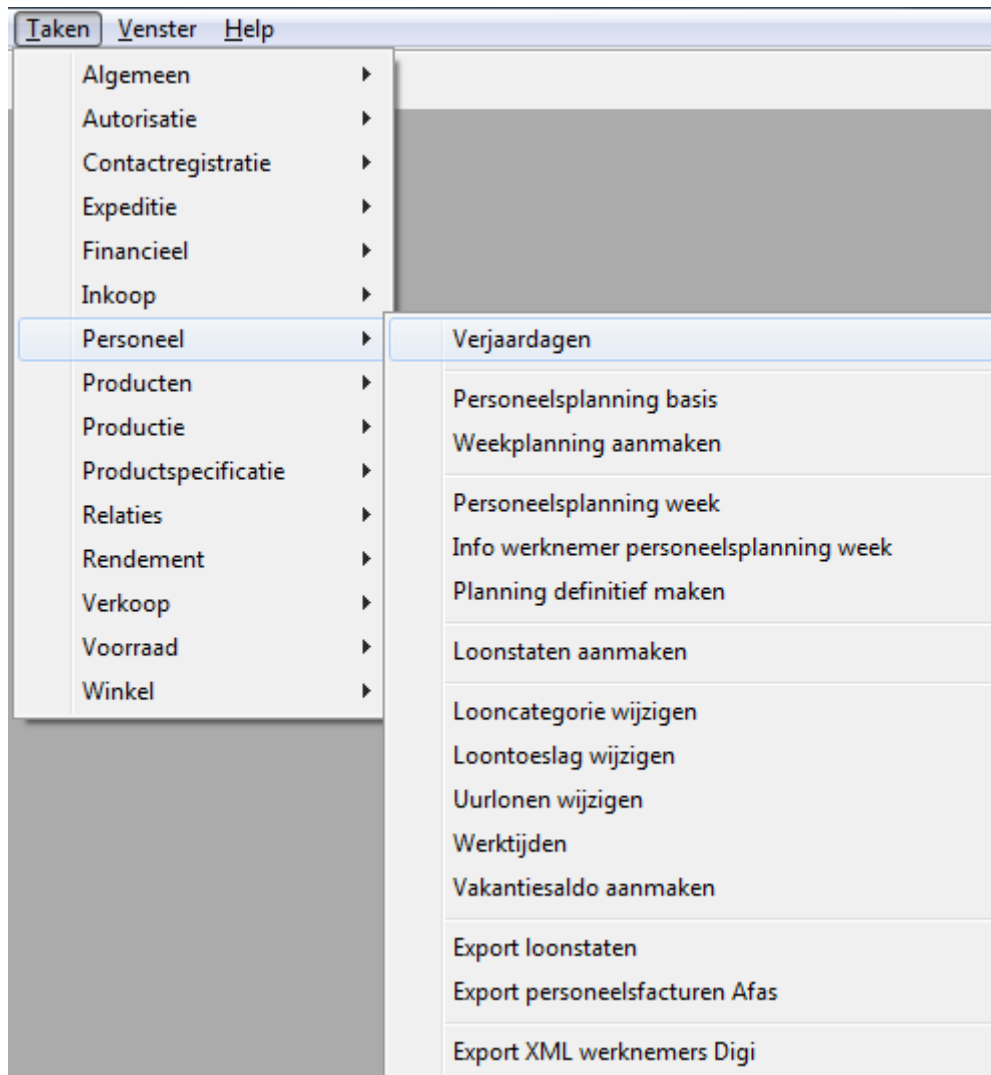 Taken Venster Help
Algemeen
Autorisatie
Contactregistratie
Expeditie
Financieel
Inkoop
Personeel
Producten
Productie
Productspecificatie
Relaties
Rendement
Verkoop
Voorraad
Winkel
Verjaardagen
Personeelsplanning basis
Weekplanning aanmaken
Personeelsplanning week
Info werknemer personeelsplanning week
Planning definitief maken
Loonstaten aanmaken
Looncategorie wijzigen
Loontoeslag wijzigen
Uurlonen wijzigen
Werktijden
Vakantiesaldo aanmaken
Export loonstaten
Export personeelsfacturen Afas
Export XML werknemers Digi